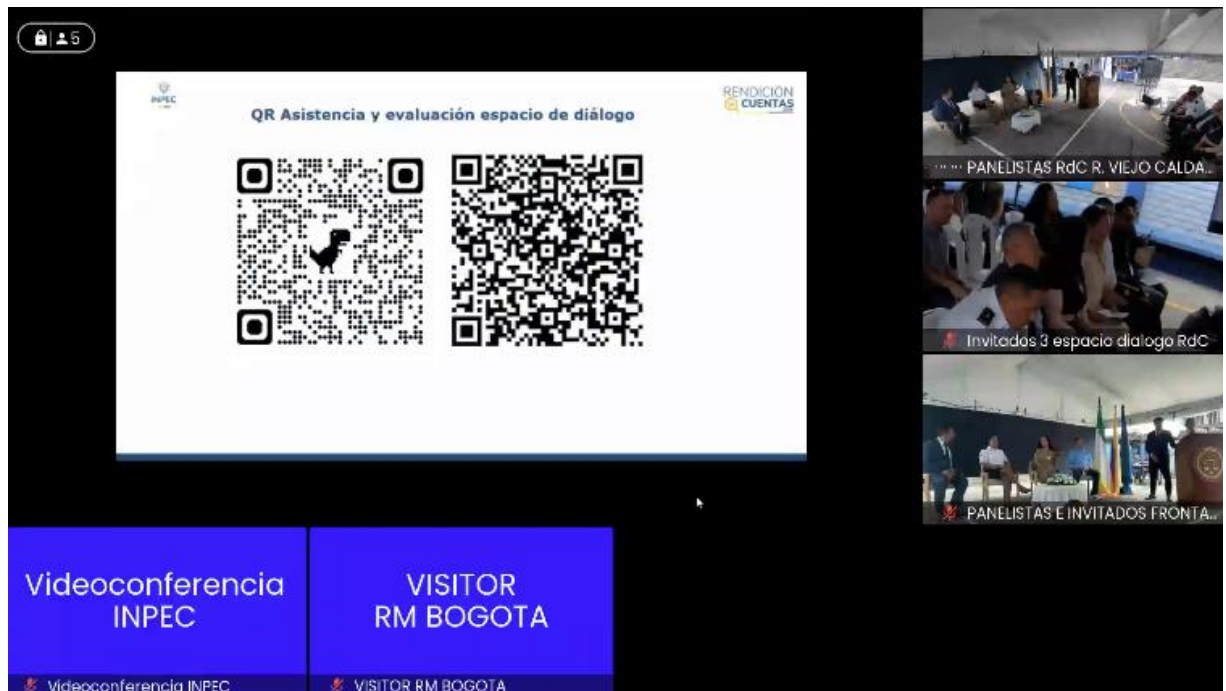 5
INPEC
RENDICIÓN
CUENTAS
QR Asistencia y evaluación espacio de diálogo
PANELISTAS RdC R. VIEJO CALDA...
Invitados 3 espacio dialogo RdC
PANELISTAS E INVITADOS FRONTA...
Videoconferencia
INPEC
VISITOR
RM BOGOTA
Videoconferencia INPEC
VISITOR RM BOGOTA